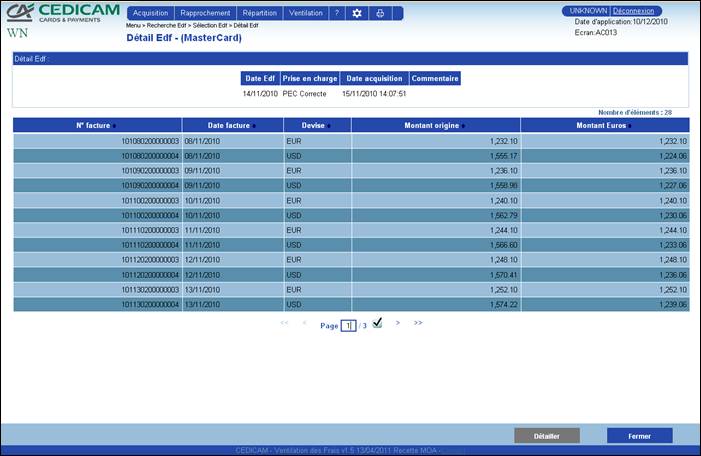 CA CEDICAM
CARDS & PAYMENTS
WN
Acquisition Rapprochement Répartition Ventilation ?
UNKNOWN | Déconnexion
Menu > Recherche Edf > Sélection Edf > Détail Edf
Date d'application:10/12/2010
Ecran:AC013
Détail Edf - (MasterCard)
Détail Edf :
Date Edf Prise en charge Date acquisition Commentaire
14/11/2010 PEC Correcte 15/11/2010 14:07:51
Nombre d'éléments : 28
N° facture Date facture Devise Montant origine Montant Euros
101080200000003 08/11/2010 EUR 1,232.10 1,232.10
101080200000004 08/11/2010 USD 1,555.17 1,224.06
101090200000003 09/11/2010 EUR 1,236.10 1,236.10
101090200000004 09/11/2010 USD 1,558.98 1,227.06
101100200000003 10/11/2010 EUR 1,240.10 1,240.10
101100200000004 10/11/2010 USD 1,562.79 1,230.06
101110200000003 11/11/2010 EUR 1,244.10 1,244.10
101110200000004 11/11/2010 USD 1,566.60 1,233.06
101120200000003 12/11/2010 EUR 1,248.10 1,248.10
101120200000004 12/11/2010 USD 1,570.41 1,236.06
101130200000003 13/11/2010 EUR 1,252.10 1,252.10
101130200000004 13/11/2010 USD 1,574.22 1,239.06
<< < Page 1 / 3 > >>
Détailler Fermer
CEDICAM - Ventilation des Frais v1.5 13/04/2011 Recette MOA -